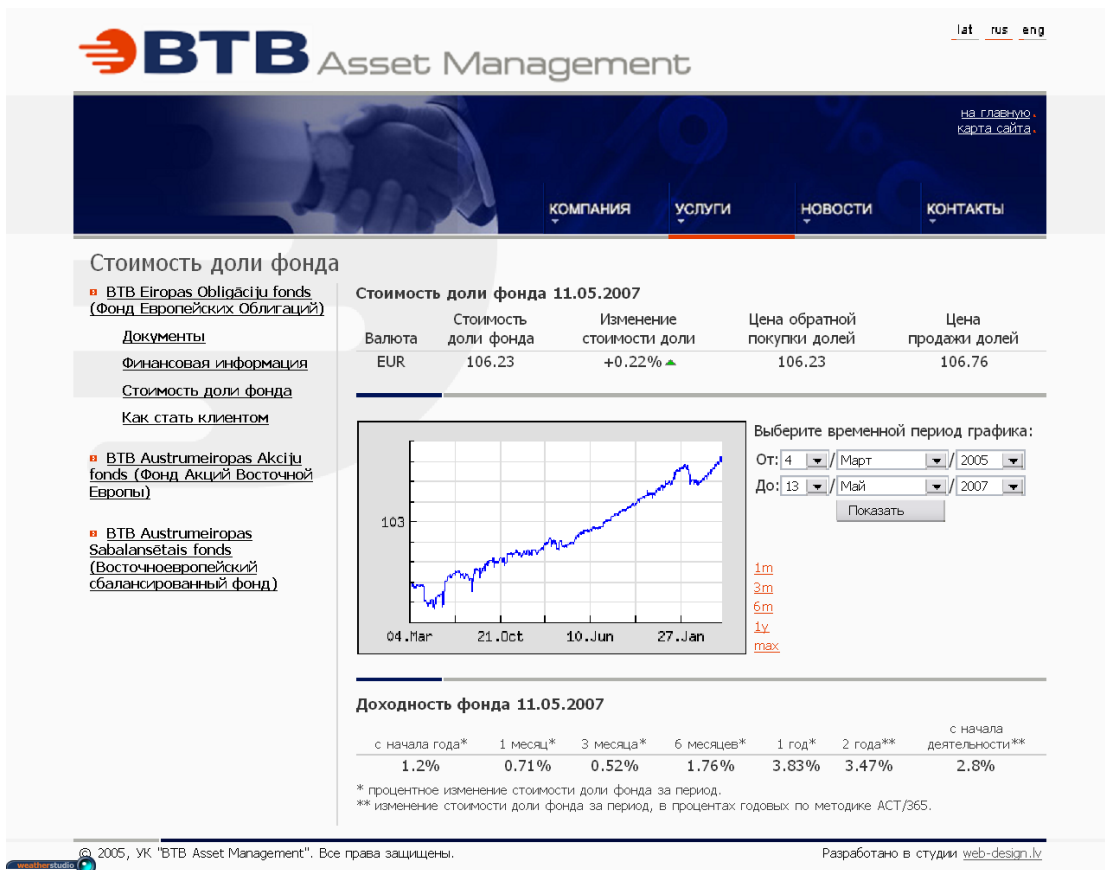 lat rus eng
BTB Asset Management
на главную
карта сайта
КОМПАНИЯ УСЛУГИ НОВОСТИ КОНТАКТЫ
Стоимость доли фонда
BTB Eiropas Obligāciju fonds
(Фонд Европейских Облигаций)
Документы
Финансовая информация
Стоимость доли фонда
Как стать клиентом
BTB Austrumeiropas Akciju
fonds (Фонд Акций Восточной
Европы)
BTB Austrumeiropas
Sabalansētais fonds
(Восточноевропейский
сбалансированный фонд)
Стоимость доли фонда 11.05.2007
Валюта Стоимость доли фонда Изменение стоимости доли Цена обратной покупки долей Цена продажи долей
EUR 106.23 +0.22% 106.23 106.76
103
04.Mar 21.Oct 10.Jun 27.Jan
Выберите временной период графика:
От: 4 / Март / 2005
До: 13 / Май / 2007
Показать
1m
3m
6m
1y
max
Доходность фонда 11.05.2007
с начала года* 1 месяц* 3 месяца* 6 месяцев* 1 год* 2 года** с начала деятельности**
1.2% 0.71% 0.52% 1.76% 3.83% 3.47% 2.8%
* процентное изменение стоимости доли фонда за период.
** изменение стоимости доли фонда за период, в процентах годовых по методике ACT/365.
© 2005, УК "BTB Asset Management". Все права защищены.
Разработано в студии web-design.lv
weatherstudio